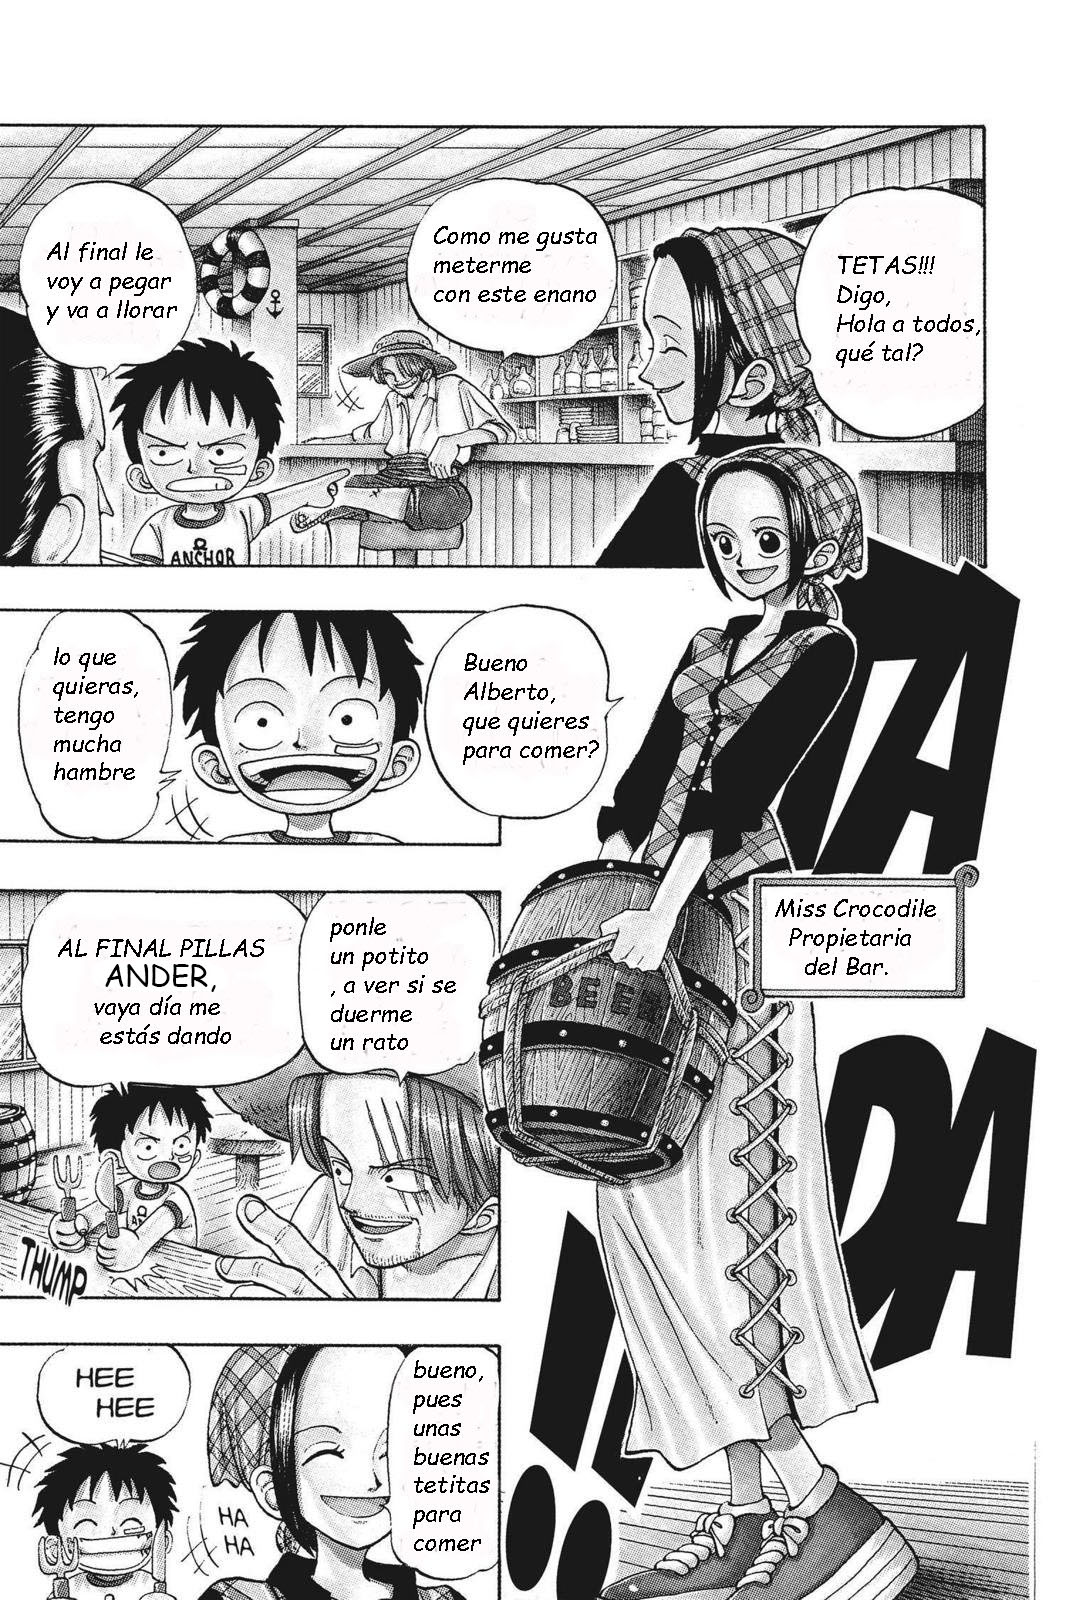 TETAS!!!
Digo,
Hola a todos,
qué tal?
Como me gusta
meterme
con este enano
Al final le
voy a pegar
y va a llorar
ANCHOR
TA
DA
!!
Bueno
Alberto,
que quieres
para comer?
lo que
quieras,
tengo
mucha
hambre
Miss Crocodile
Propietaria
del Bar.
BEER
ponle
un potito
, a ver si se
duerme
un rato
AL FINAL PILLAS
ANDER,
vaya día me
estás dando
THUMP
bueno,
pues
unas
buenas
tetitas
para
comer
HA
HA
HEE
HEE